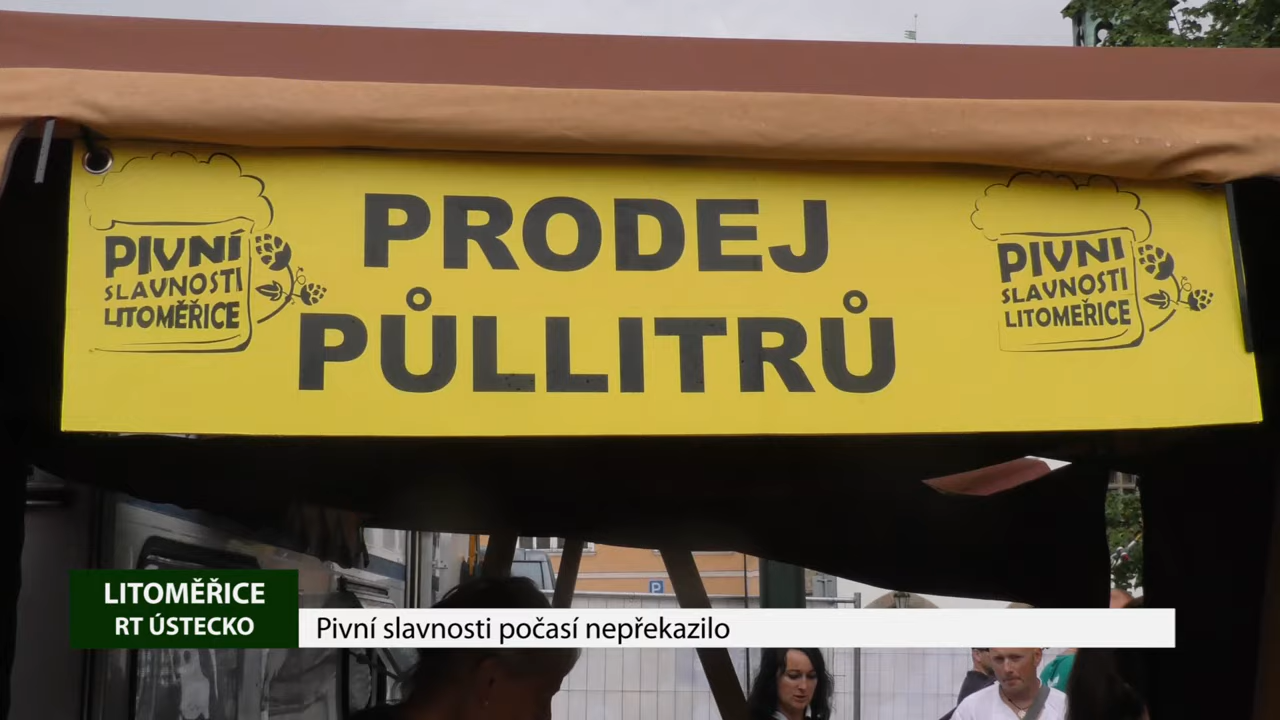 PRODEJ
PŮLLITRŮ
PIVNÍ
SLAVNOSTI
LITOMĚŘICE
PIVNÍ
SLAVNOSTI
LITOMĚŘICE
P
LITOMĚŘICE
RT ÚSTECKO
Pivní slavnosti počasí nepřekazilo